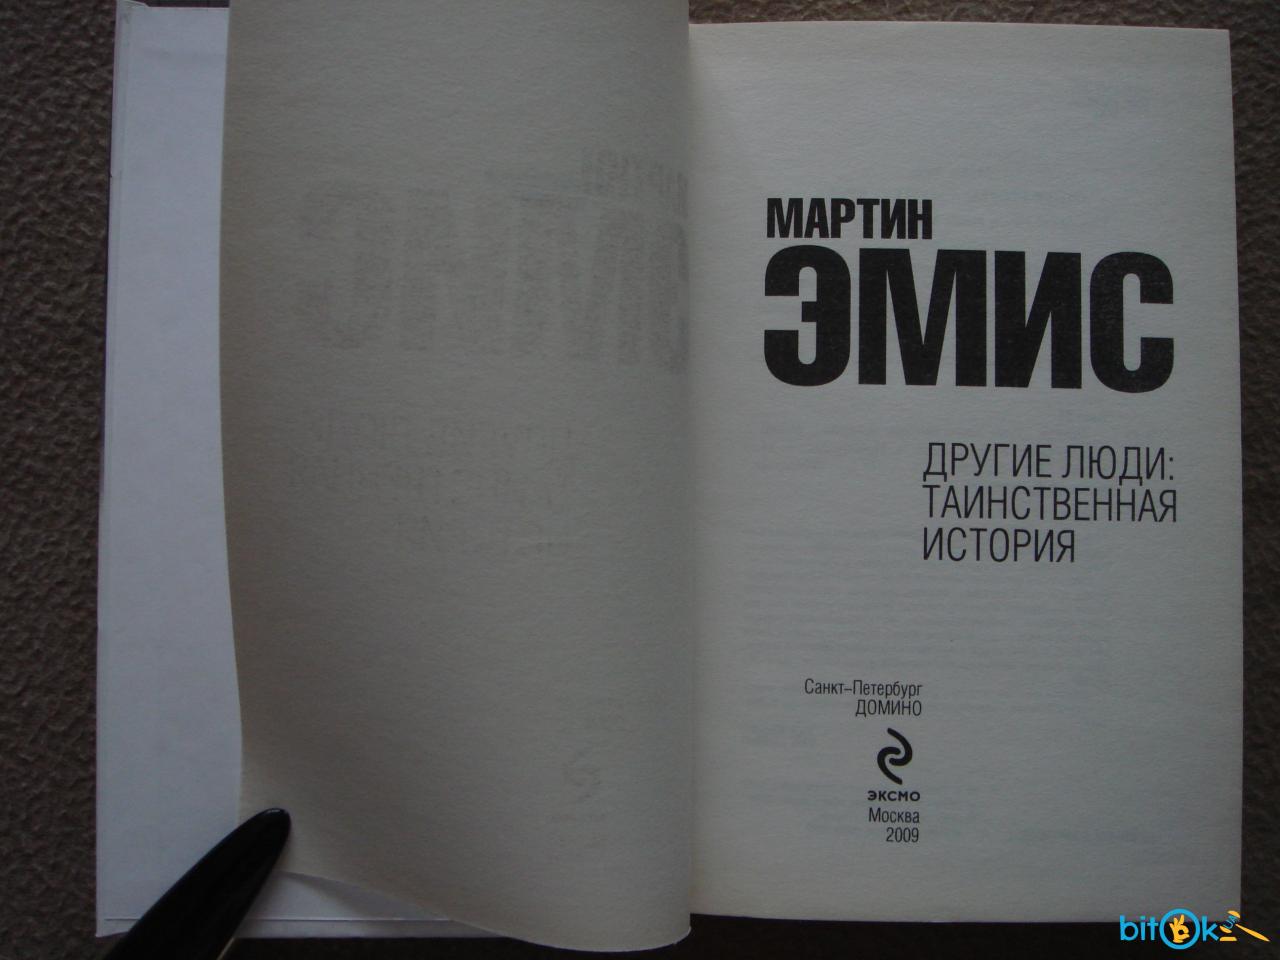 МАРТИН
ЭМИС
ДРУГИЕ ЛЮДИ:
ТАИНСТВЕННАЯ
ИСТОРИЯ
Санкт–Петербург
ДОМИНО
ЭКСМО
Москва
2009
bitOk